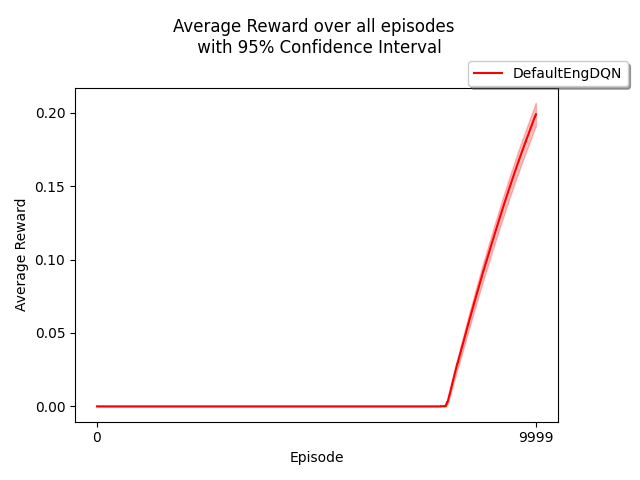 Average Reward over all episodes
with 95% Confidence Interval
DefaultEngDQN
0.20
0.15
0.10
0.05
0.00
Average Reward
0
9999
Episode